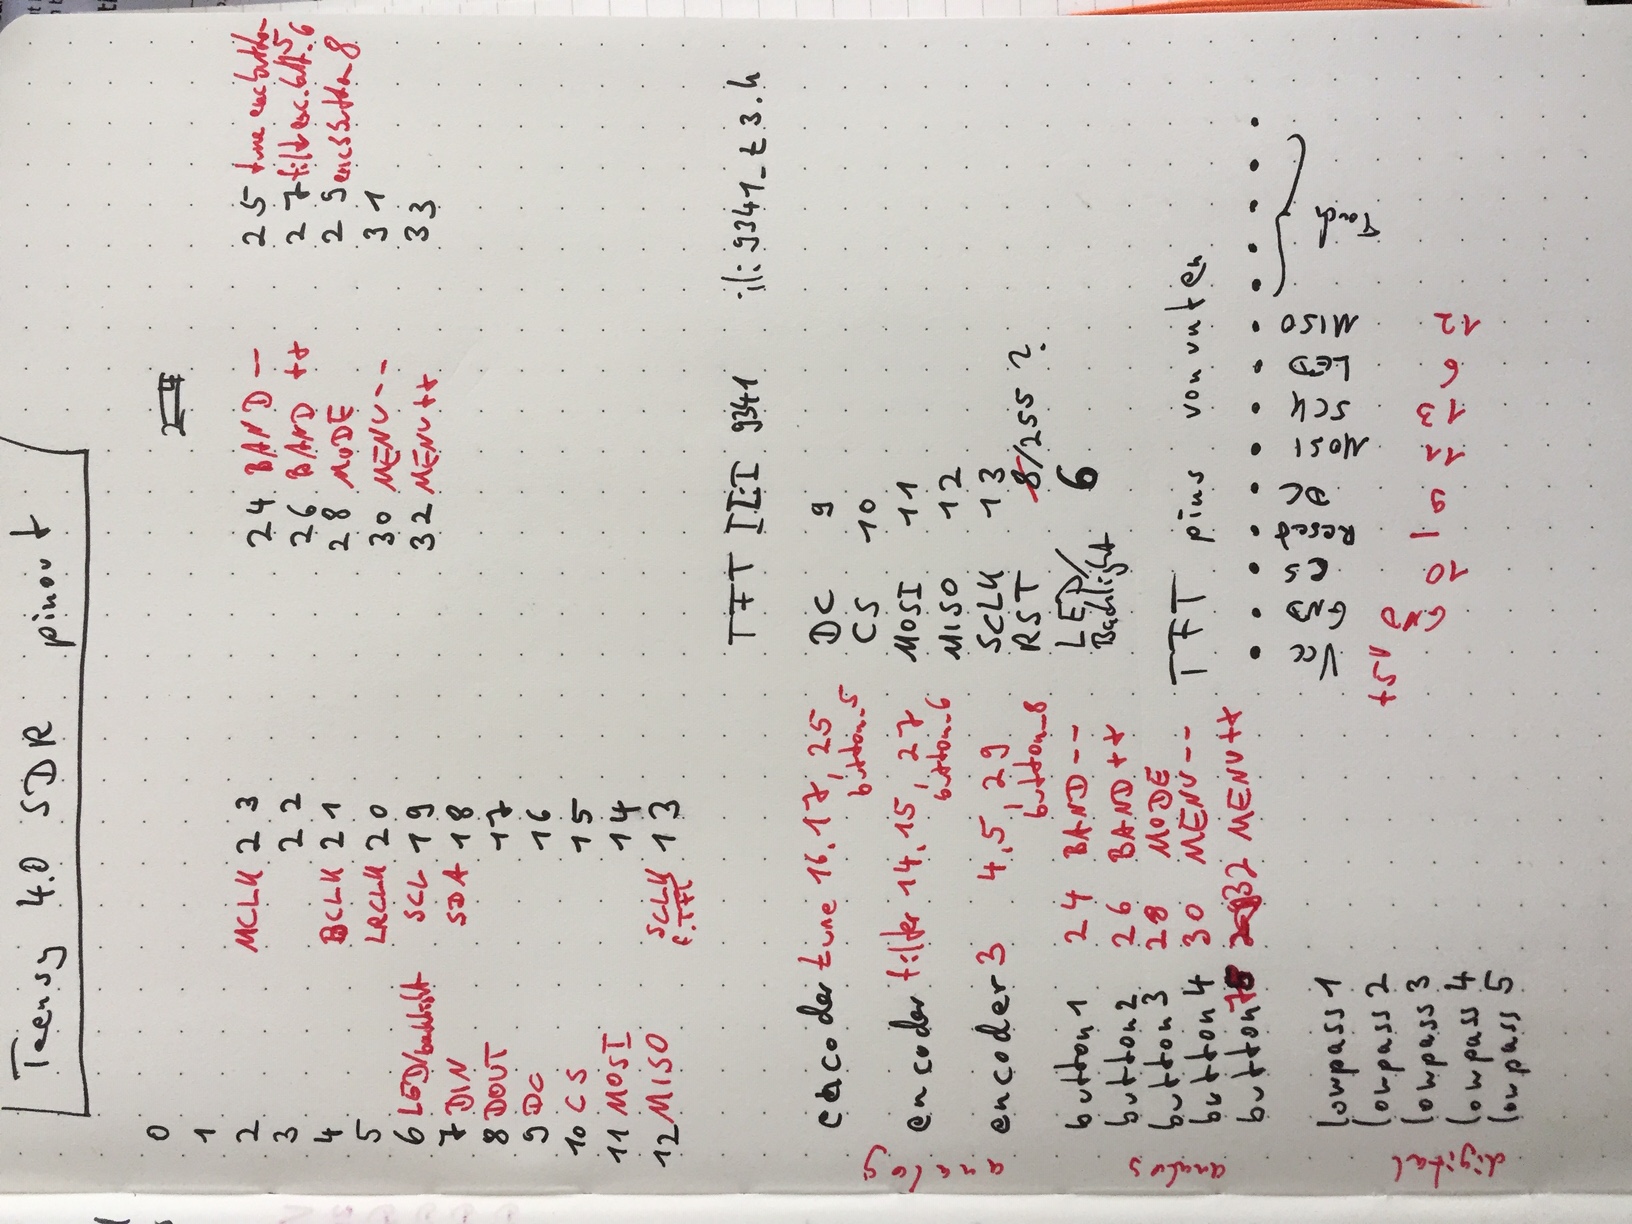 Teensy 4.0 SDR pinout
0
1
2 MCLK 23 24 BAND -- 25 tune enc button 5
3 22 26 BAND ++ 27 filt enc. butt. 6
4 BCLK 21 28 MODE 29 enc3 button 8
5 LRCLK 20 30 MENU -- 31
6 LED/backlight SCL 19 32 MENU ++ 33
7 DIN SDA 18
8 DOUT 17
9 DC 16
10 CS 15
11 MOSI 14
12 MISO SCLK f. TFT 13
TFT ILI 9341 ili9341_t3.h
analog
encoder tune 16, 17, 25
button_5
encoder filter 14, 15, 27
button_6
encoder 3 4, 5, 29
button_8
DC 9
CS 10
MOSI 11
MISO 12
SCLK 13
RST 8/255 ?
LED/
Backlight 6
button 1 24 BAND --
button 2 26 BAND ++
button 3 28 MODE
button 4 30 MENU --
button 7 32 MENU ++
TFT pins von unten
Vcc GND CS Reset DC MOSI SCK LED MISO Touch
+5V GND 10 – 9 11 13 6 12
digital
lowpass 1
lowpass 2
lowpass 3
lowpass 4
lowpass 5